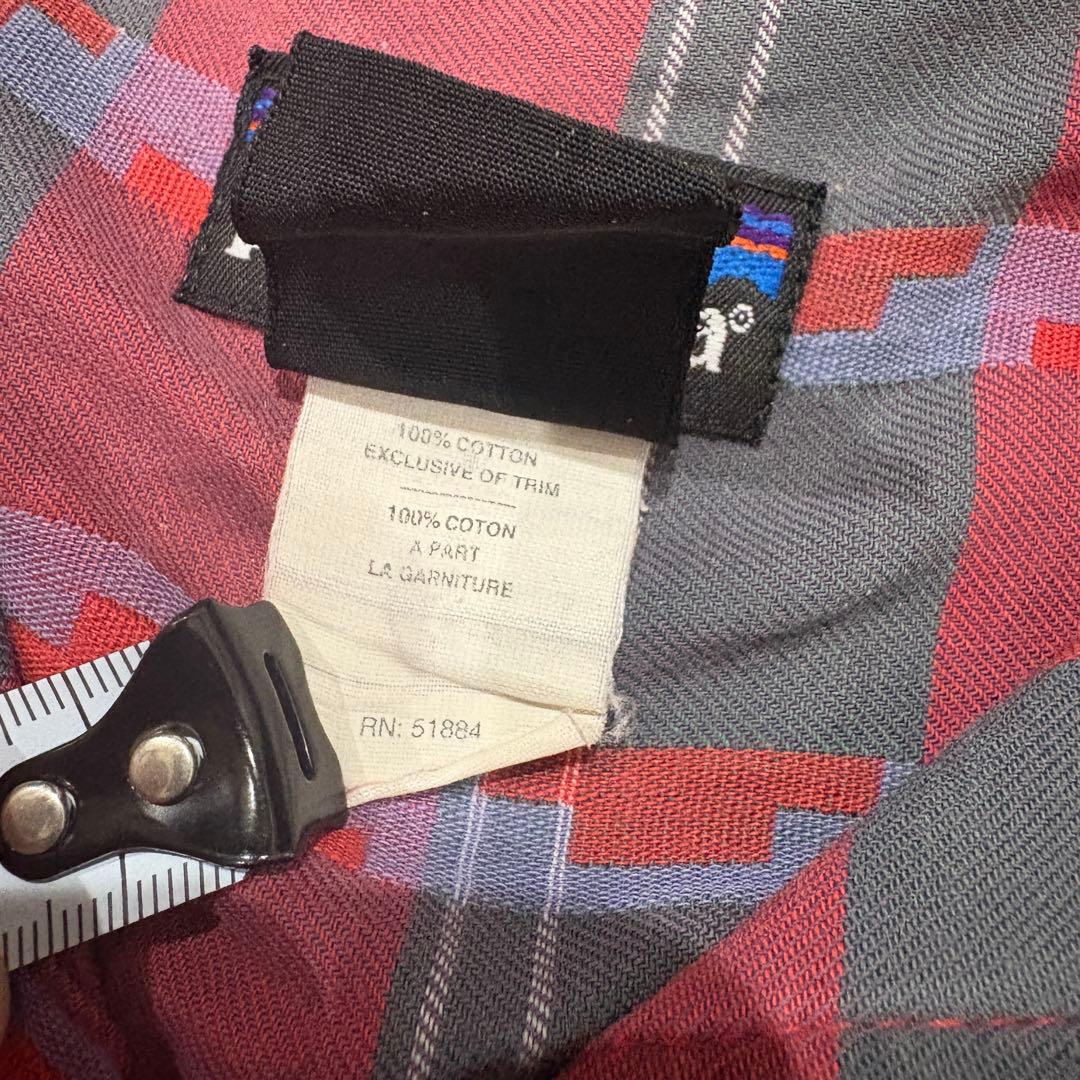 a®
100% COTTON
EXCLUSIVE OF TRIM
100% COTON
A PART
LA GARNITURE
RN: 51884